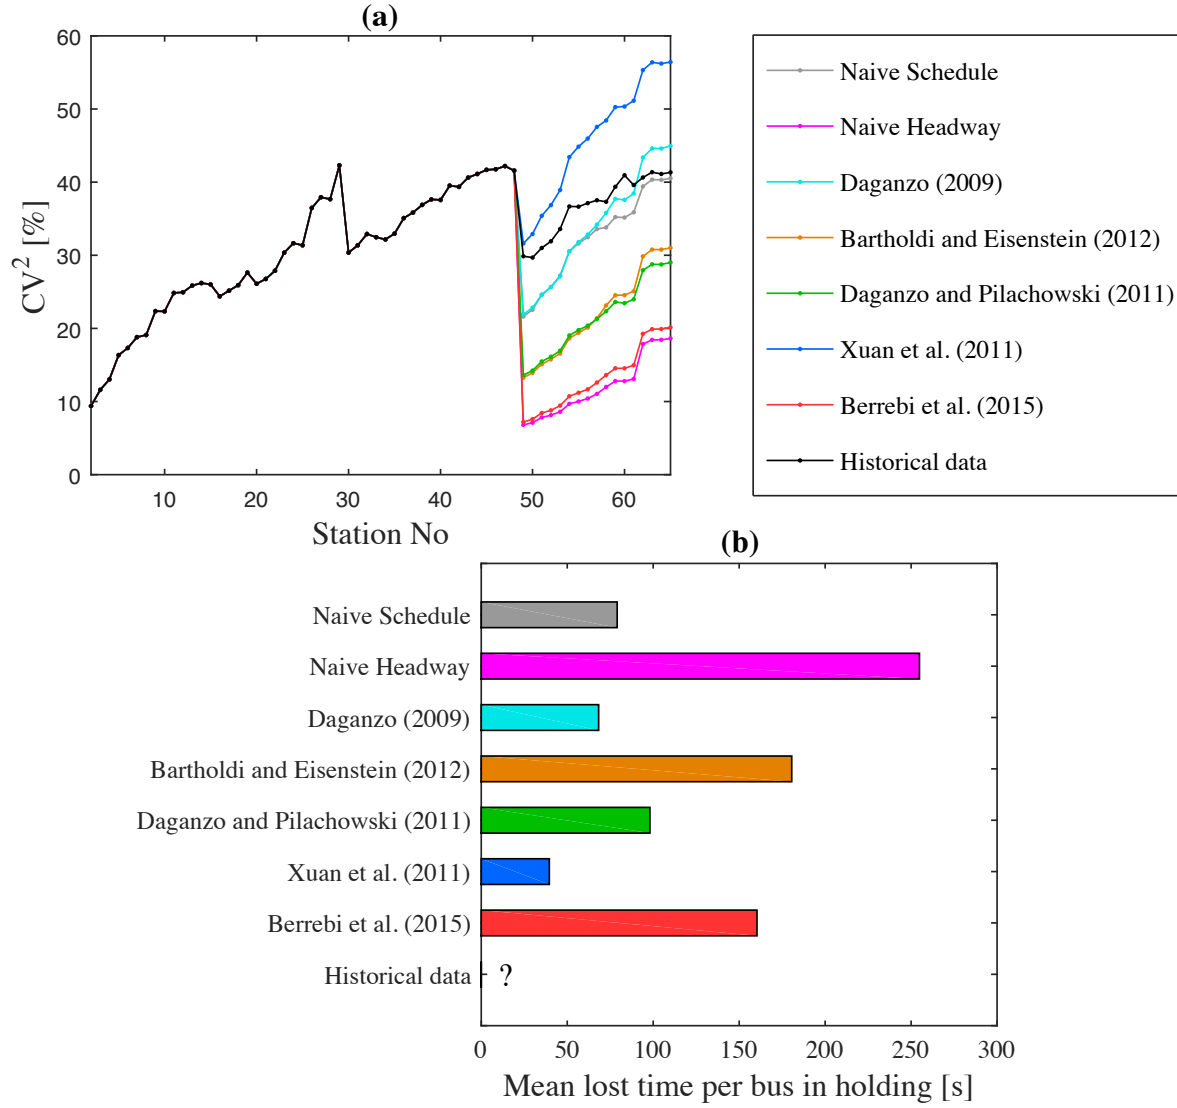 (a)
60
50
40
30
20
10
0
CV² [%]
10 20 30 40 50 60
Station No
Naive Schedule
Naive Headway
Daganzo (2009)
Bartholdi and Eisenstein (2012)
Daganzo and Pilachowski (2011)
Xuan et al. (2011)
Berrebi et al. (2015)
Historical data
(b)
Naive Schedule
Naive Headway
Daganzo (2009)
Bartholdi and Eisenstein (2012)
Daganzo and Pilachowski (2011)
Xuan et al. (2011)
Berrebi et al. (2015)
Historical data ?
0 50 100 150 200 250 300
Mean lost time per bus in holding [s]